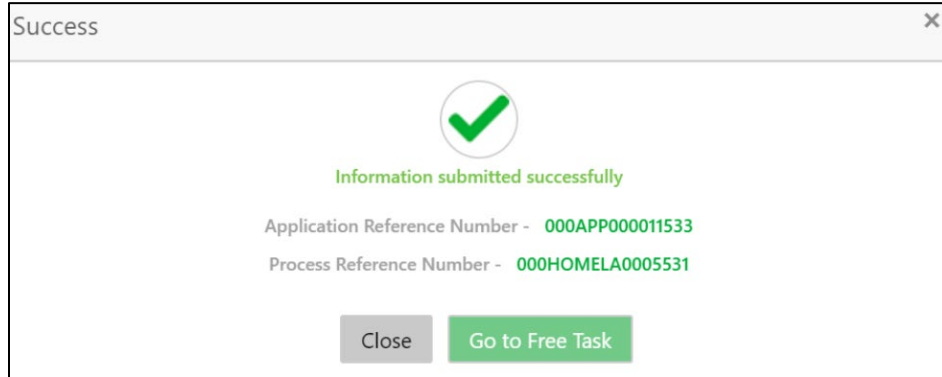 Success ×
Information submitted successfully
Application Reference Number - 000APP000011533
Process Reference Number - 000HOMELA0005531
Close Go to Free Task